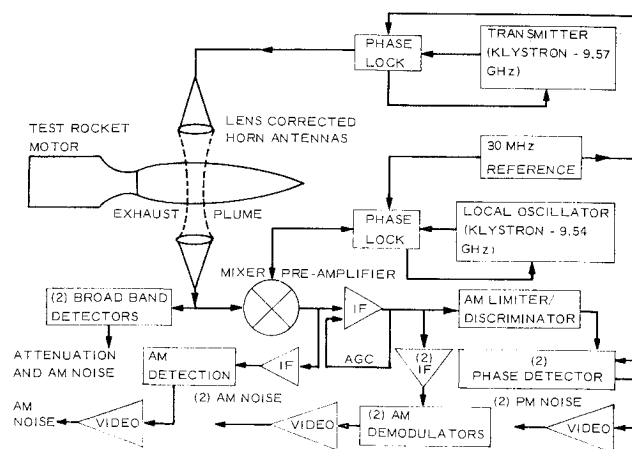 TRANSMITTER
(KLYSTRON - 9.57
GHz)
PHASE
LOCK
LENS CORRECTED
HORN ANTENNAS
TEST ROCKET
MOTOR
30 MHz
REFERENCE
EXHAUST PLUME
PHASE
LOCK
LOCAL OSCILLATOR
(KLYSTRON - 9.54
GHz)
MIXER PRE-AMPLIFIER
(2) BROAD BAND
DETECTORS
IF
AM LIMITER/
DISCRIMINATOR
ATTENUATION
AND AM NOISE
AM
DETECTION
IF
AGC
(2)
IF
(2)
PHASE DETECTOR
AM
NOISE
VIDEO
(2) AM NOISE
VIDEO
(2) AM
DEMODULATORS
(2) PM NOISE
VIDEO